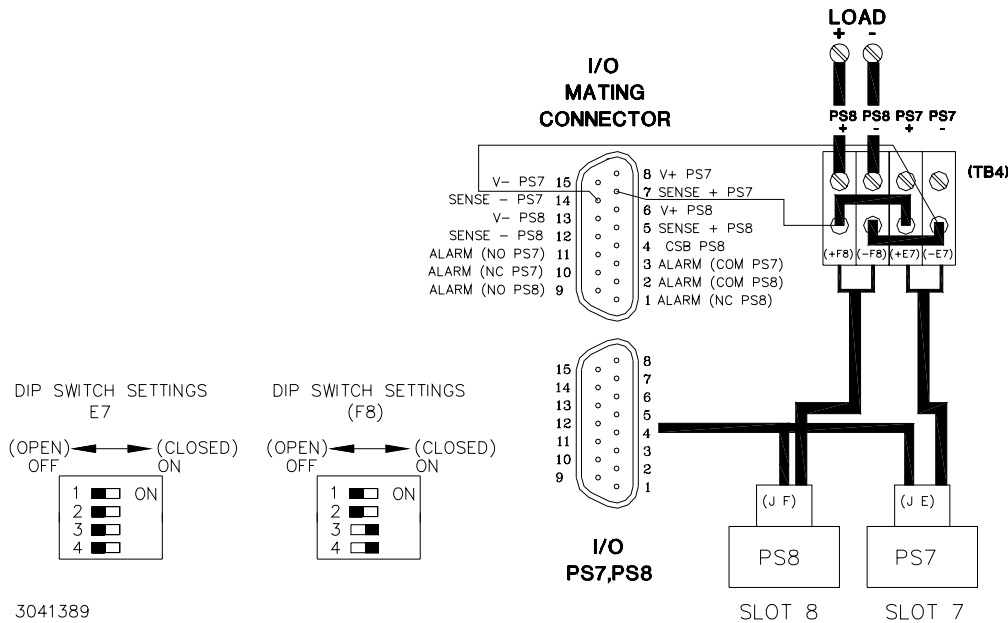 LOAD
+ -
I/O
MATING
CONNECTOR
PS8 PS8 PS7 PS7
+ - + -
(TB4)
V- PS7 15
SENSE - PS7 14
V- PS8 13
SENSE - PS8 12
ALARM (NO PS7) 11
ALARM (NC PS7) 10
ALARM (NO PS8) 9
8 V+ PS7
7 SENSE + PS7
6 V+ PS8
5 SENSE + PS8
4 CSB PS8
3 ALARM (COM PS7)
2 ALARM (COM PS8)
1 ALARM (NC PS8)
(+F8) (-F8) (+E7) (-E7)
15
14
13
12
11
10
9
8
7
6
5
4
3
2
1
I/O
PS7,PS8
DIP SWITCH SETTINGS
E7
(OPEN) (CLOSED)
OFF ON
1 ON
2
3
4
DIP SWITCH SETTINGS
(F8)
(OPEN) (CLOSED)
OFF ON
1 ON
2
3
4
(J F)
PS8
SLOT 8
(J E)
PS7
SLOT 7
3041389